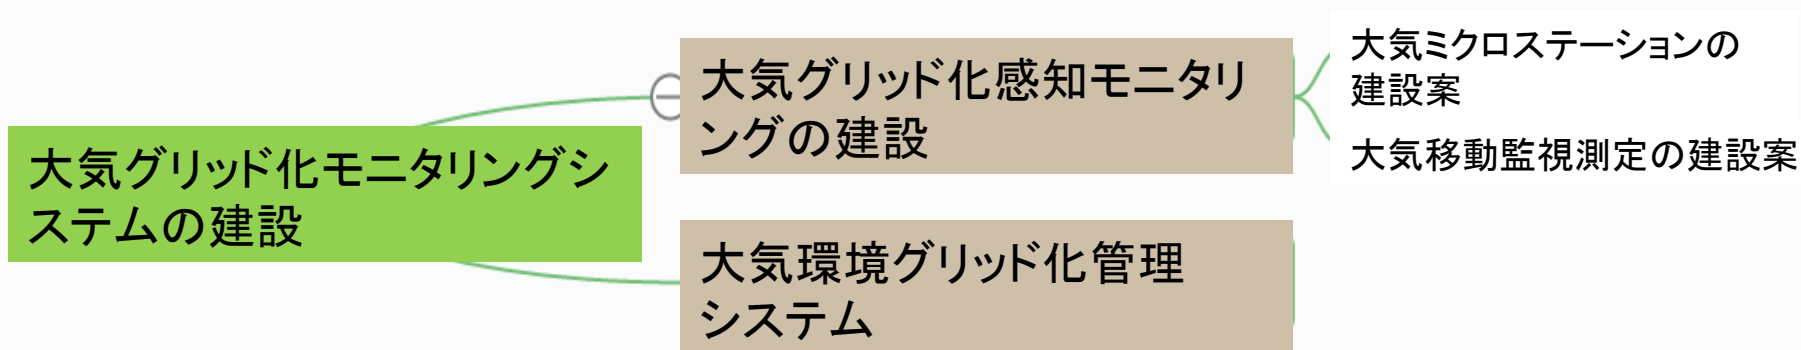 大気グリッド化モニタリングシ
ステムの建設
大気グリッド化感知モニタリ
ングの建設
大気ミクロステーションの
建設案
大気移動監視測定の建設案
大気環境グリッド化管理
システム